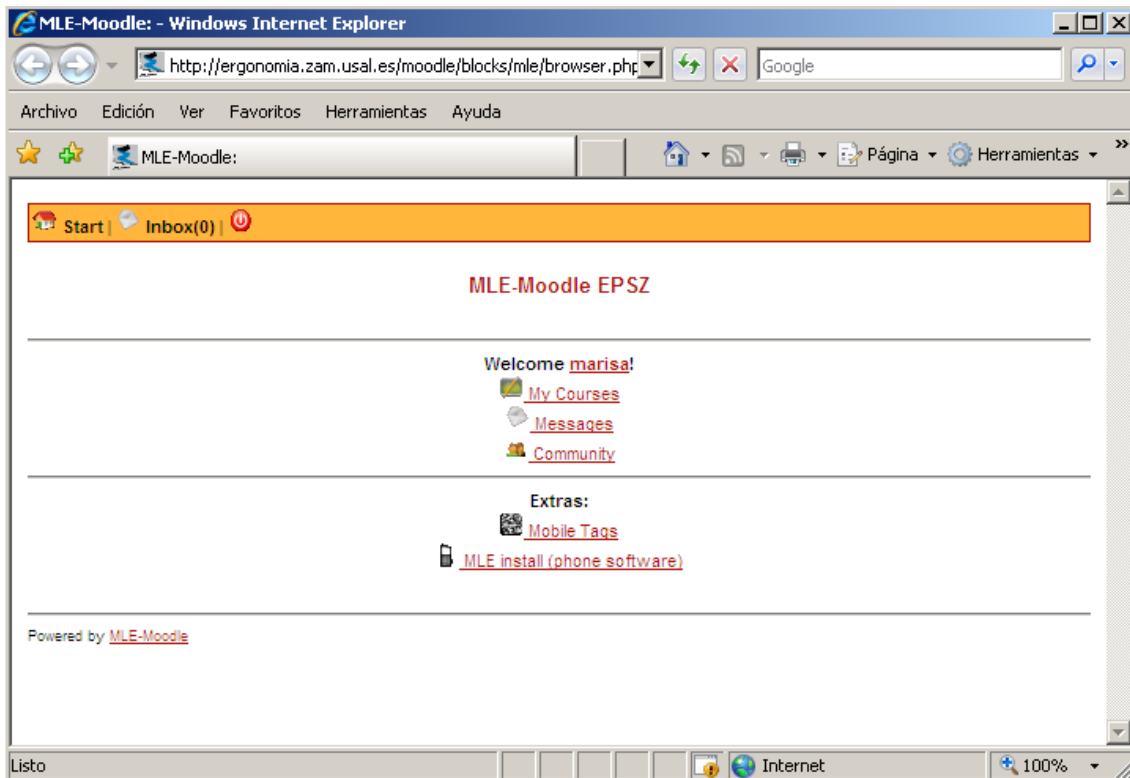 MLE-Moodle: - Windows Internet Explorer
http://ergonomia.zam.usal.es/moodle/blocks/mle/browser.php
Google
Archivo Edición Ver Favoritos Herramientas Ayuda
MLE-Moodle:
Página Herramientas
Start | Inbox(0) |
MLE-Moodle EPSZ
Welcome marisa!
My Courses
Messages
Community
Extras:
Mobile Tags
MLE install (phone software)
Powered by MLE-Moodle
Listo Internet 100%